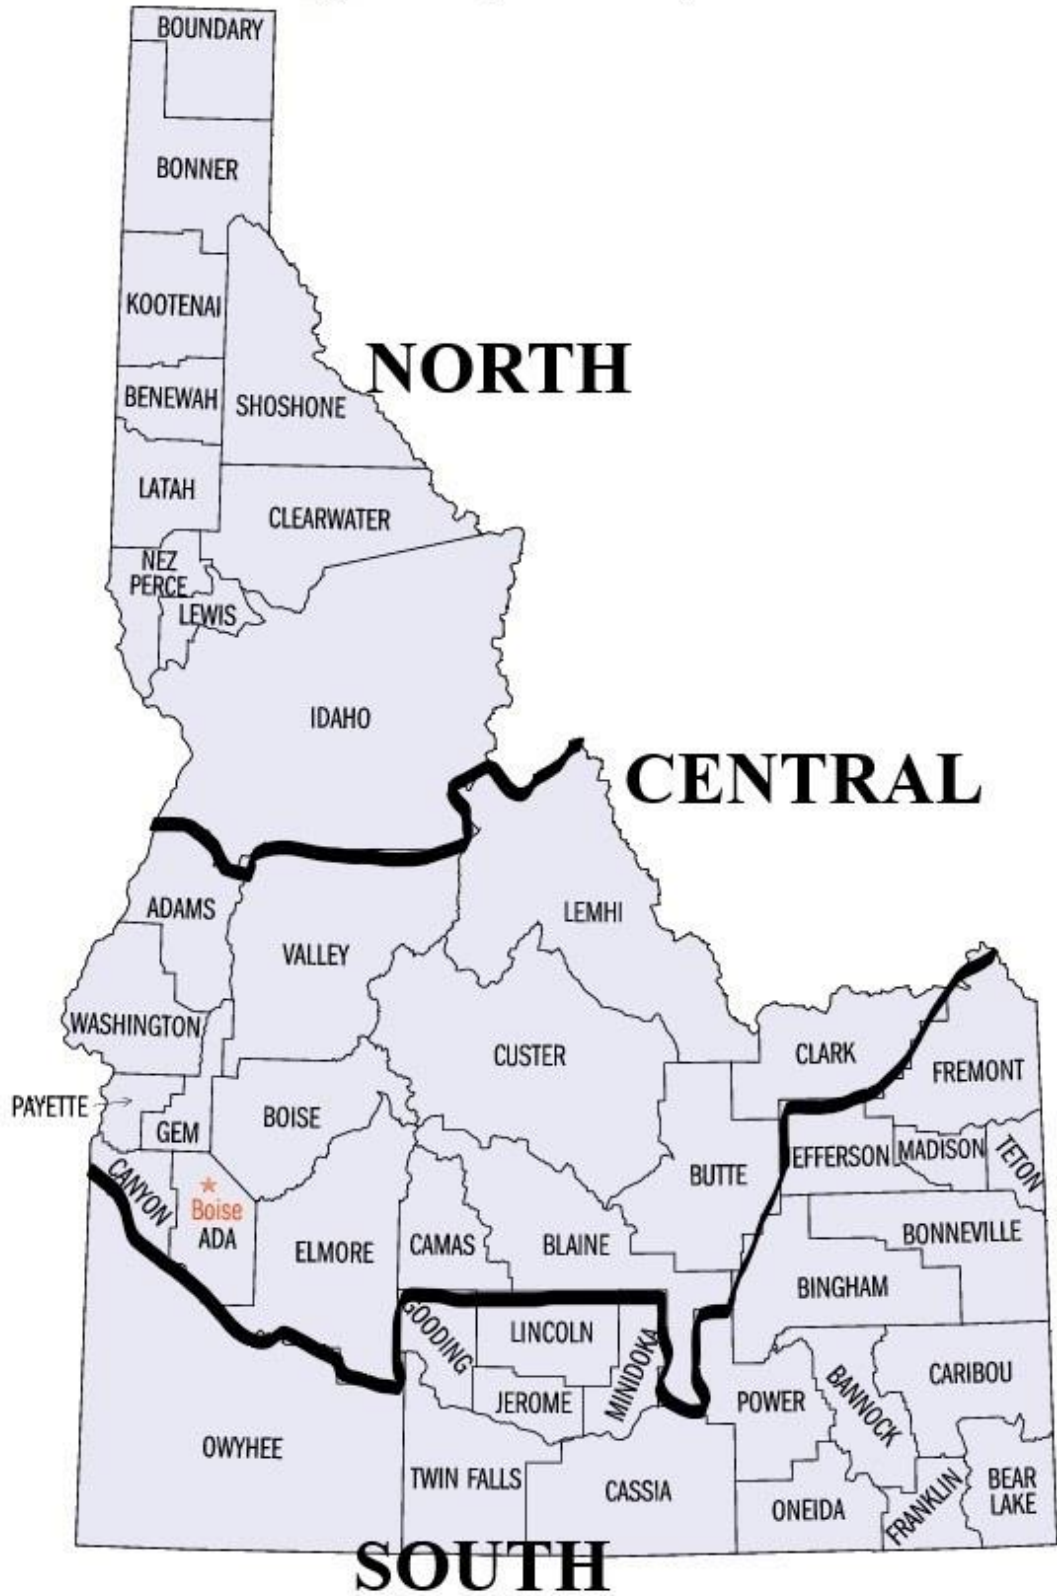 BOUNDARY
BONNER
KOOTENAI
NORTH
BENEWAH
SHOSHONE
LATAH
CLEARWATER
NEZ
PERCE
LEWIS
IDAHO
CENTRAL
ADAMS
LEMHI
VALLEY
WASHINGTON
CUSTER
CLARK
FREMONT
PAYETTE
BOISE
GEM
EFFERSON
MADISON
TETON
CANYON
BUTTE
Boise
ADA
ELMORE
CAMAS
BLAINE
BONNEVILLE
BINGHAM
GOODING
LINCOLN
MINIDOKA
JEROME
POWER
BANNOCK
CARIBOU
OWYHEE
TWIN FALLS
CASSIA
ONEIDA
FRANKLIN
BEAR
LAKE
SOUTH